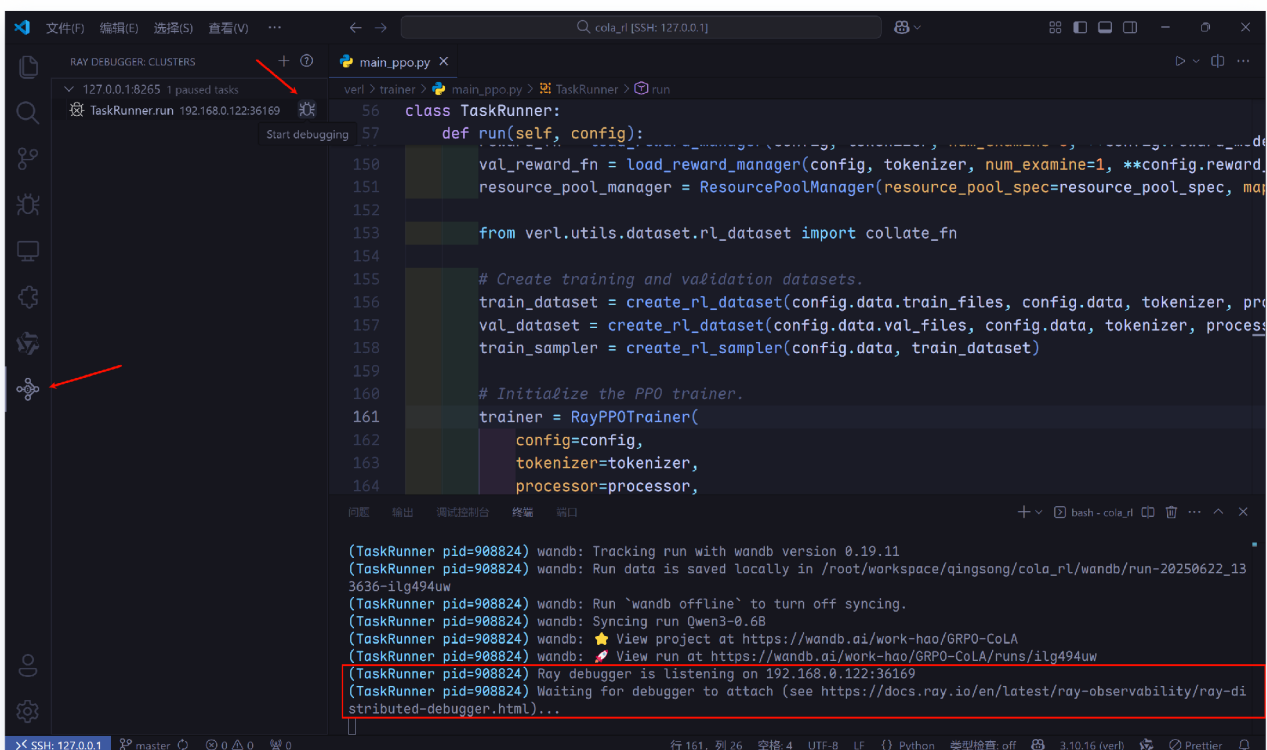 文件(F) 编辑(E) 选择(S) 查看(V) ··· cola_rl [SSH: 127.0.0.1]
RAY DEBUGGER: CLUSTERS
127.0.0.1:8265 1 paused tasks
TaskRunner.run 192.168.0.122:36169
Start debugging
main_ppo.py
verl > trainer > main_ppo.py > TaskRunner > run
56 class TaskRunner:
57 def run(self, config):
150 val_reward_fn = load_reward_manager(config, tokenizer, num_examine=1, **config.reward_
151 resource_pool_manager = ResourcePoolManager(resource_pool_spec=resource_pool_spec, map
152
153 from verl.utils.dataset.rl_dataset import collate_fn
154
155 # Create training and validation datasets.
156 train_dataset = create_rl_dataset(config.data.train_files, config.data, tokenizer, pro
157 val_dataset = create_rl_dataset(config.data.val_files, config.data, tokenizer, process
158 train_sampler = create_rl_sampler(config.data, train_dataset)
159
160 # Initialize the PPO trainer.
161 trainer = RayPPOTrainer(
162 config=config,
163 tokenizer=tokenizer,
164 processor=processor,
问题 输出 调试控制台 终端 端口 bash - cola_rl
(TaskRunner pid=908824) wandb: Tracking run with wandb version 0.19.11
(TaskRunner pid=908824) wandb: Run data is saved locally in /root/workspace/qingsong/cola_rl/wandb/run-20250622_13
3636-ilg494uw
(TaskRunner pid=908824) wandb: Run `wandb offline` to turn off syncing.
(TaskRunner pid=908824) wandb: Syncing run Qwen3-0.6B
(TaskRunner pid=908824) wandb: ⭐ View project at https://wandb.ai/work-hao/GRPO-CoLA
(TaskRunner pid=908824) wandb: 🚀 View run at https://wandb.ai/work-hao/GRPO-CoLA/runs/ilg494uw
(TaskRunner pid=908824) Ray debugger is listening on 192.168.0.122:36169
(TaskRunner pid=908824) Waiting for debugger to attach (see https://docs.ray.io/en/latest/ray-observability/ray-di
stributed-debugger.html)...
SSH: 127.0.0.1 master 0 0 0 行 161, 列 26 空格: 4 UTF-8 LF {} Python 类型检查: off 3.10.16 (verl) Prettier